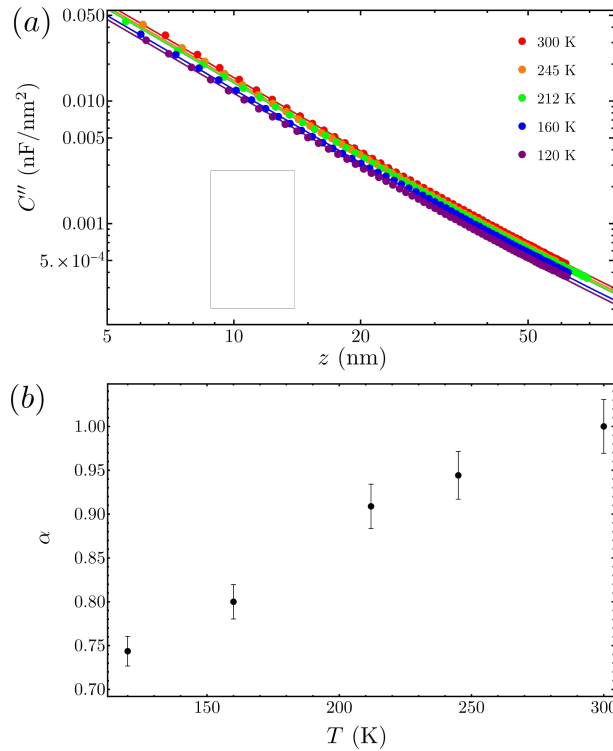 (a)
0.050
0.010
0.005
0.001
5.×10⁻⁴
C″ (nF/nm²)
300 K
245 K
212 K
160 K
120 K
5
10
20
50
z (nm)
(b)
1.00
0.95
0.90
0.85
0.80
0.75
0.70
α
150
200
250
300
T (K)